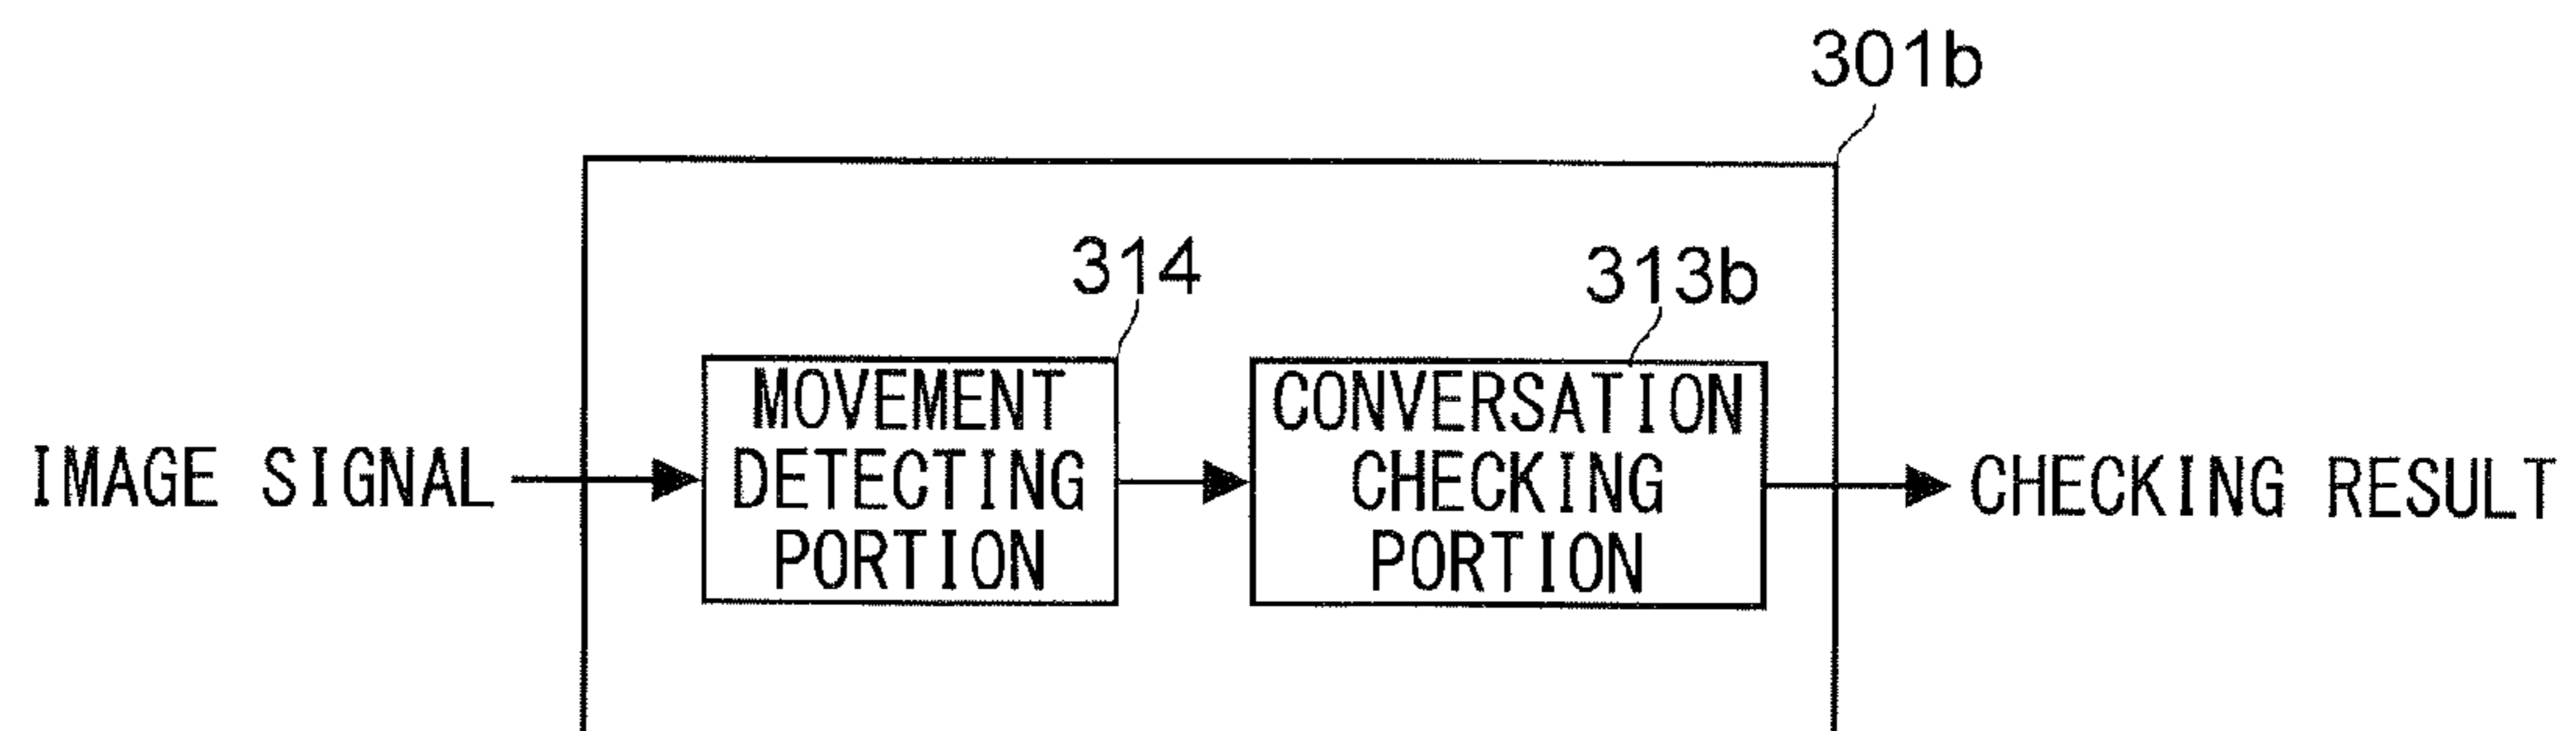 301b
314
313b
MOVEMENT
DETECTING
PORTION
CONVERSATION
CHECKING
PORTION
IMAGE SIGNAL
CHECKING RESULT